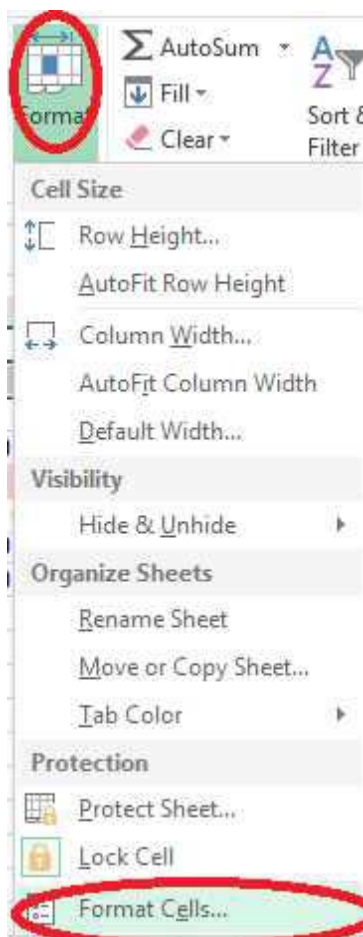 AutoSum
Fill
Format
Sort &
Clear
Filter
Cell Size
Row Height...
AutoFit Row Height
Column Width...
AutoFit Column Width
Default Width...
Visibility
Hide & Unhide
Organize Sheets
Rename Sheet
Move or Copy Sheet...
Tab Color
Protection
Protect Sheet...
Lock Cell
Format Cells...